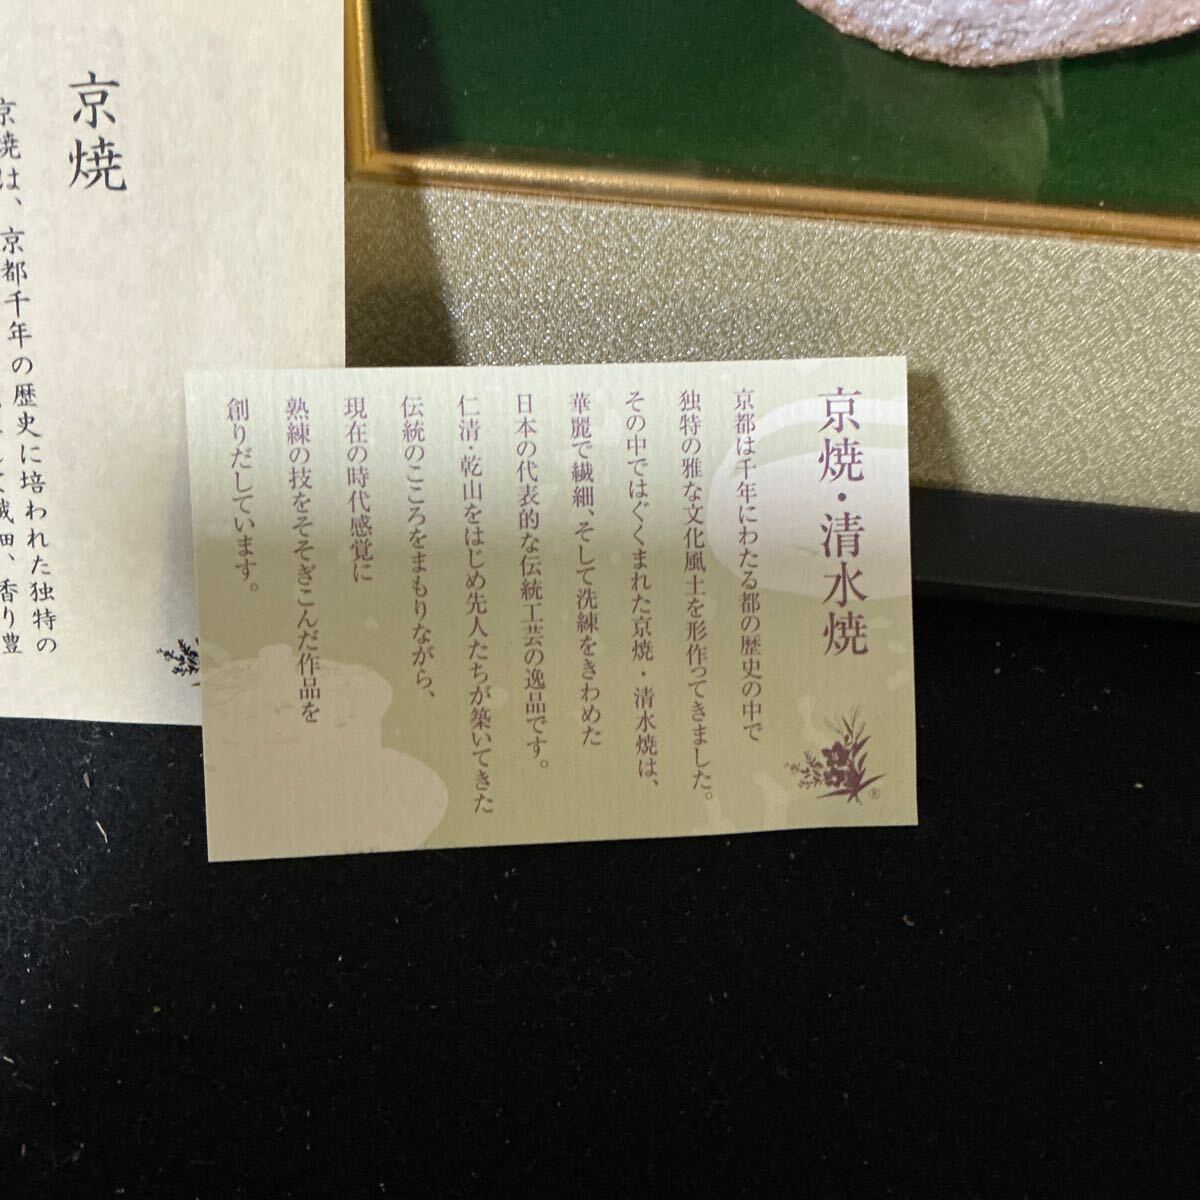 京焼・清水焼
京都は千年にわたる都の歴史の中で
独特の雅な文化風土を形作ってきました。
その中ではぐくまれた京焼・清水焼は、
華麗で繊細、そして洗練をきわめた
日本の代表的な伝統工芸の逸品です。
仁清・乾山をはじめ先人たちが築いてきた
伝統のこころをまもりながら、
現在の時代感覚に
熟練の技をそそぎこんだ作品を
創りだしています。
®
京焼
京焼は、京都千年の歴史に培われた独特の
繊細、香り豊